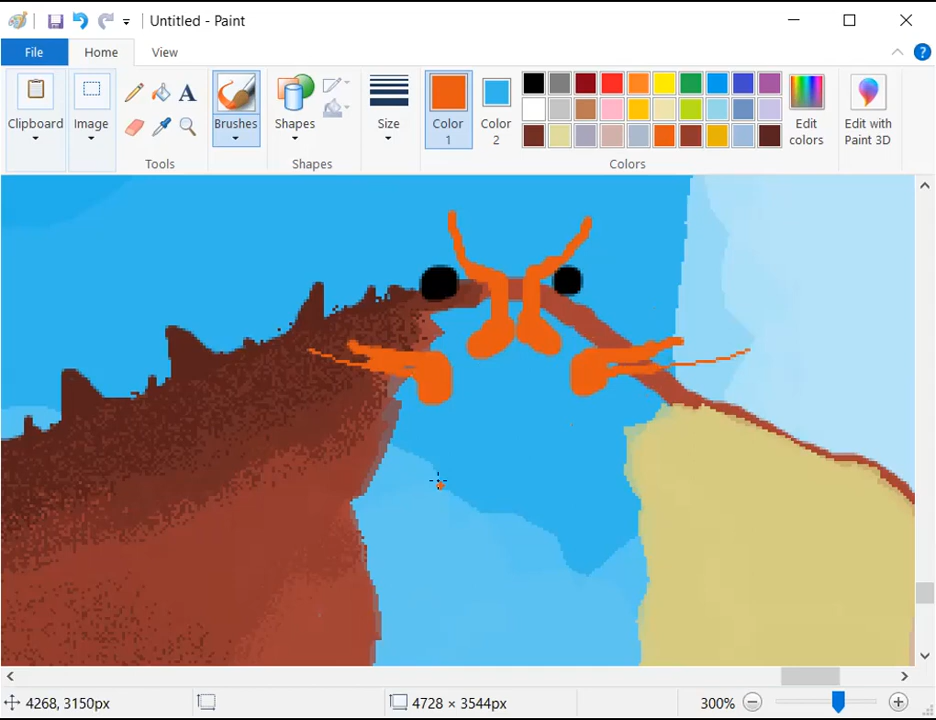 Untitled - Paint
File Home View
Clipboard
Image
Tools
Brushes
Shapes
Shapes
Size
Color 1
Color 2
Edit colors
Colors
Edit with Paint 3D
4268, 3150px
4728 × 3544px
300%